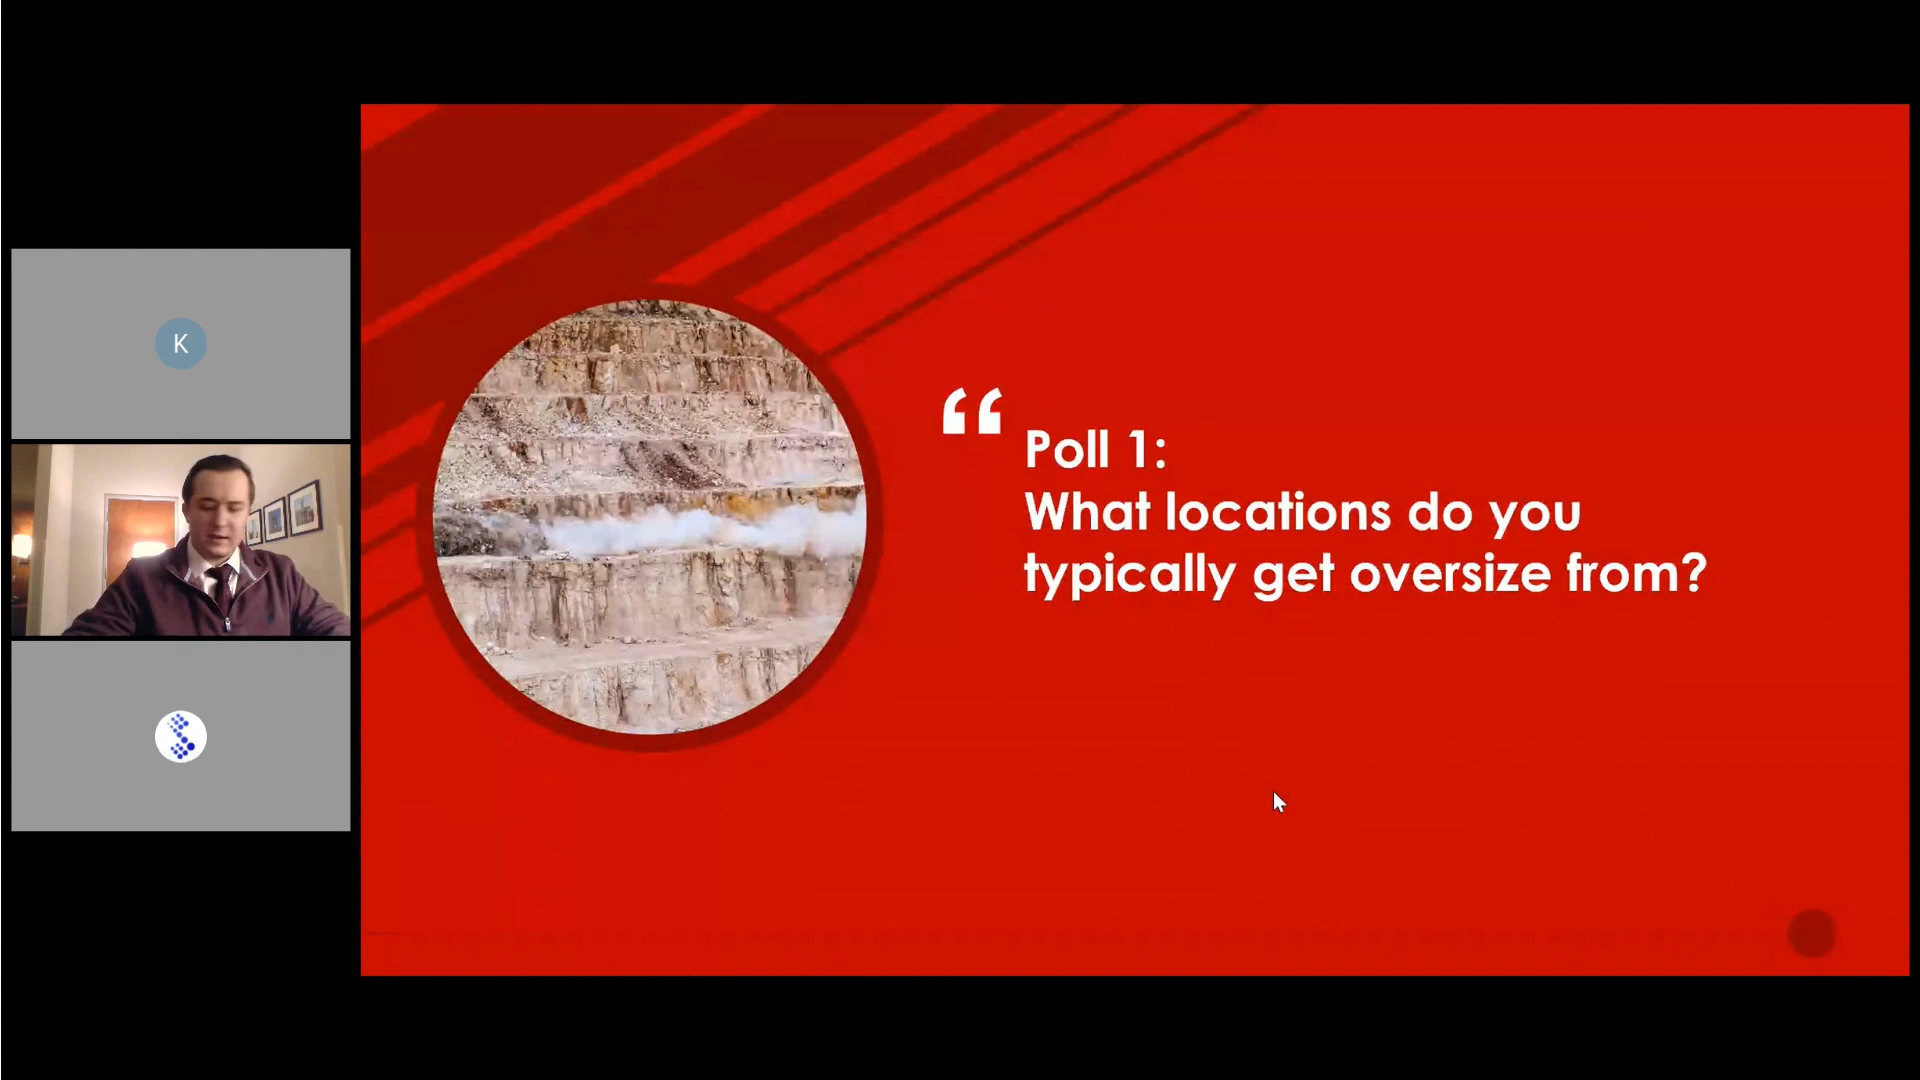 K
“
Poll 1:
What locations do you
typically get oversize from?